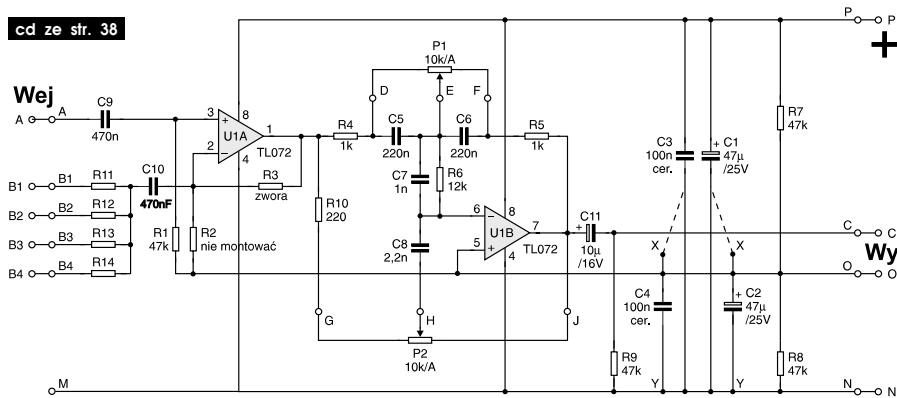 cd ze str. 38
P P
P1
10k/A
+
Wej
D E F
C9
A A
470n
3
8
+
U1A
1
R4
1k
C5
220n
C6
220n
R5
1k
R7
47k
C3
100n
cer.
+ C1
47µ
/25V
2
−
4
TL072
C7
1n
R6
12k
C10
470nF
R3
zwora
B1 B1 R11
B2 B2 R12
B3 B3 R13
B4 B4 R14
R10
220
R1
47k
R2
nie montować
6
−
8
U1B
7
5
+
4
TL072
C11
+
10µ
/16V
C8
2,2n
C C
X X
Wy
O O
C4
100n
cer.
+ C2
47µ
/25V
G H J
P2
10k/A
R9
47k
R8
47k
M
Y Y
N N